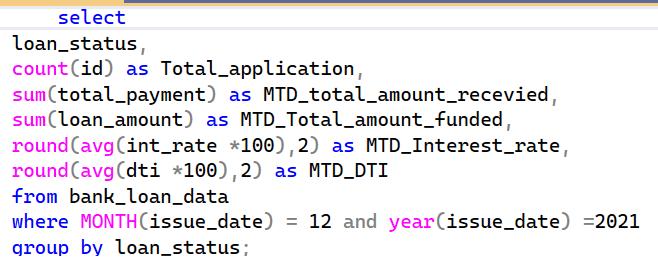 select
loan_status,
count(id) as Total_application,
sum(total_payment) as MTD_total_amount_recevied,
sum(loan_amount) as MTD_Total_amount_funded,
round(avg(int_rate *100),2) as MTD_Interest_rate,
round(avg(dti *100),2) as MTD_DTI
from bank_loan_data
where MONTH(issue_date) = 12 and year(issue_date) =2021
group by loan_status;